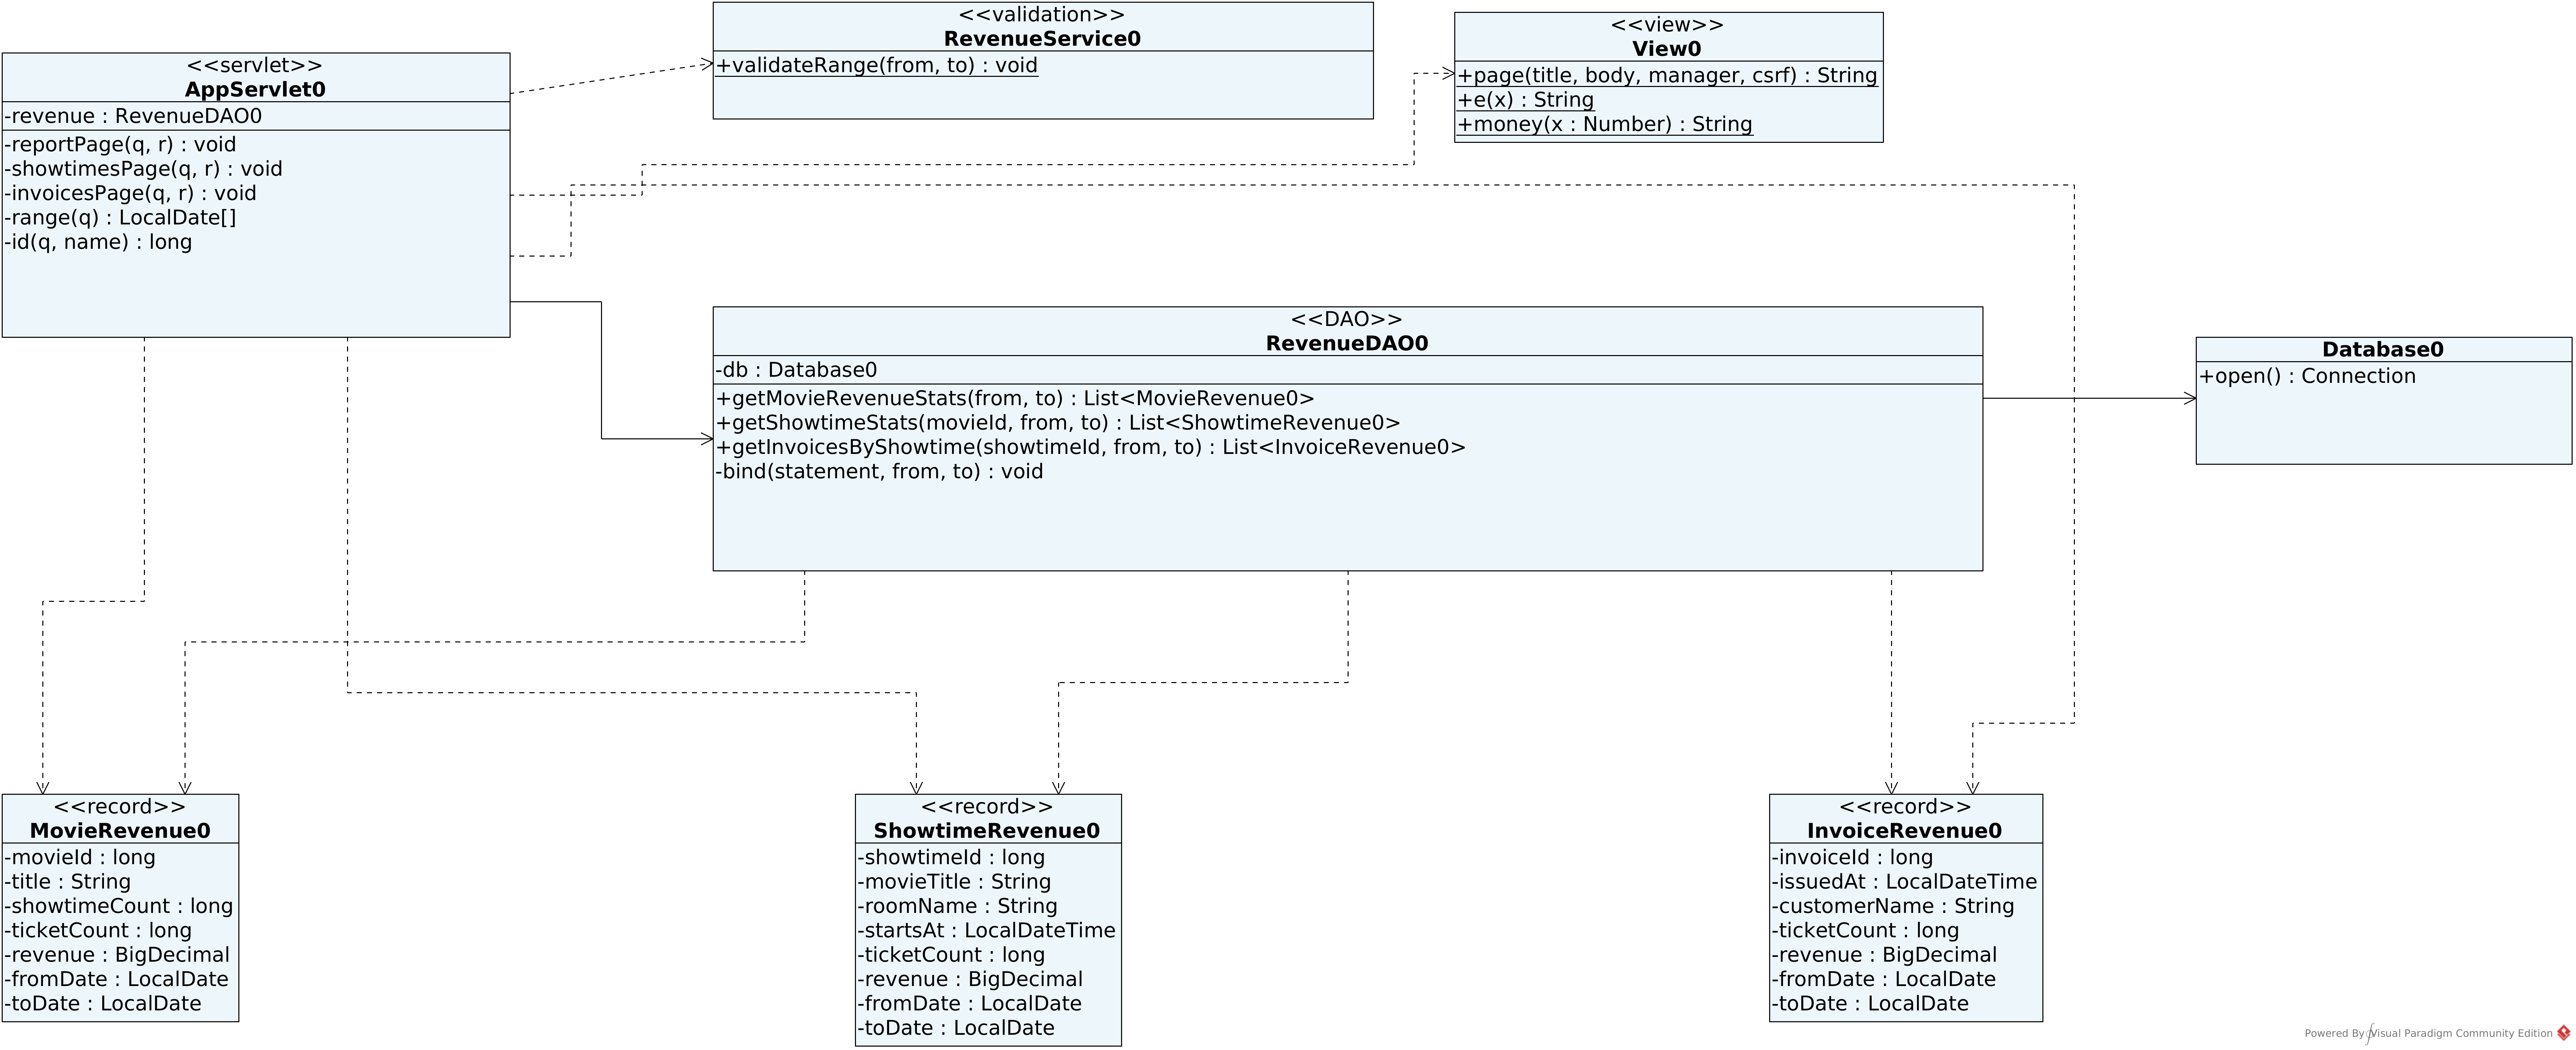 <<validation>>
RevenueService0
+validateRange(from, to) : void
<<view>>
View0
+page(title, body, manager, csrf) : String
+e(x) : String
+money(x : Number) : String
<<servlet>>
AppServlet0
-revenue : RevenueDAO0
-reportPage(q, r) : void
-showtimesPage(q, r) : void
-invoicesPage(q, r) : void
-range(q) : LocalDate[]
-id(q, name) : long
<<DAO>>
RevenueDAO0
-db : Database0
+getMovieRevenueStats(from, to) : List<MovieRevenue0>
+getShowtimeStats(movieId, from, to) : List<ShowtimeRevenue0>
+getInvoicesByShowtime(showtimeId, from, to) : List<InvoiceRevenue0>
-bind(statement, from, to) : void
Database0
+open() : Connection
<<record>>
MovieRevenue0
-movieId : long
-title : String
-showtimeCount : long
-ticketCount : long
-revenue : BigDecimal
-fromDate : LocalDate
-toDate : LocalDate
<<record>>
ShowtimeRevenue0
-showtimeId : long
-movieTitle : String
-roomName : String
-startsAt : LocalDateTime
-ticketCount : long
-revenue : BigDecimal
-fromDate : LocalDate
-toDate : LocalDate
<<record>>
InvoiceRevenue0
-invoiceId : long
-issuedAt : LocalDateTime
-customerName : String
-ticketCount : long
-revenue : BigDecimal
-fromDate : LocalDate
-toDate : LocalDate
Powered By Visual Paradigm Community Edition